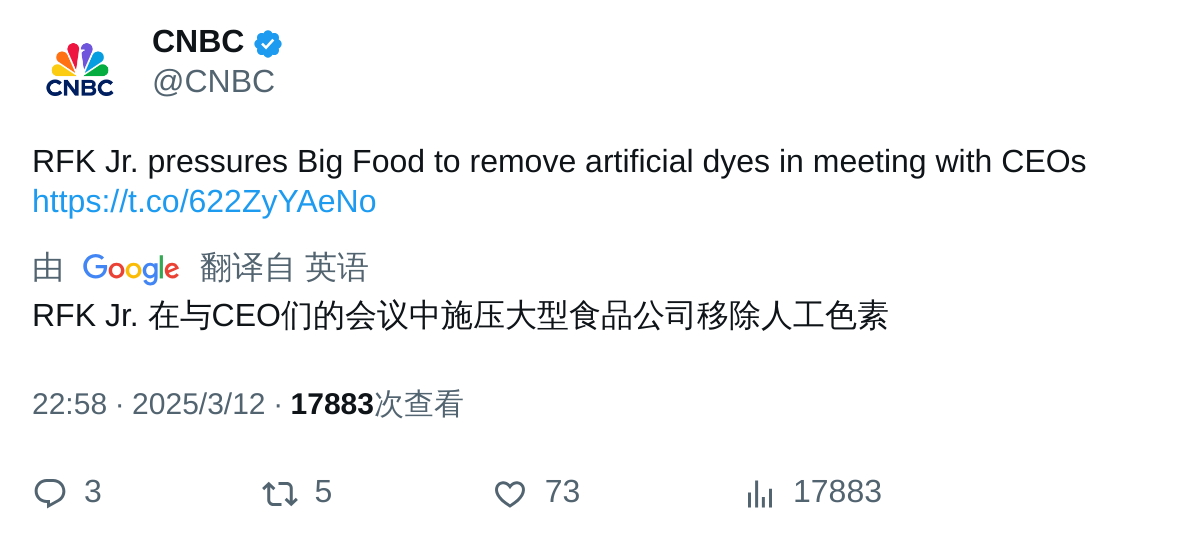 CNBC
CNBC
@CNBC
RFK Jr. pressures Big Food to remove artificial dyes in meeting with CEOs
https://t.co/622ZyYAeNo
由 Google 翻译自 英语
RFK Jr. 在与CEO们的会议中施压大型食品公司移除人工色素
22:58 · 2025/3/12 · 17883次查看
3 5 73 17883